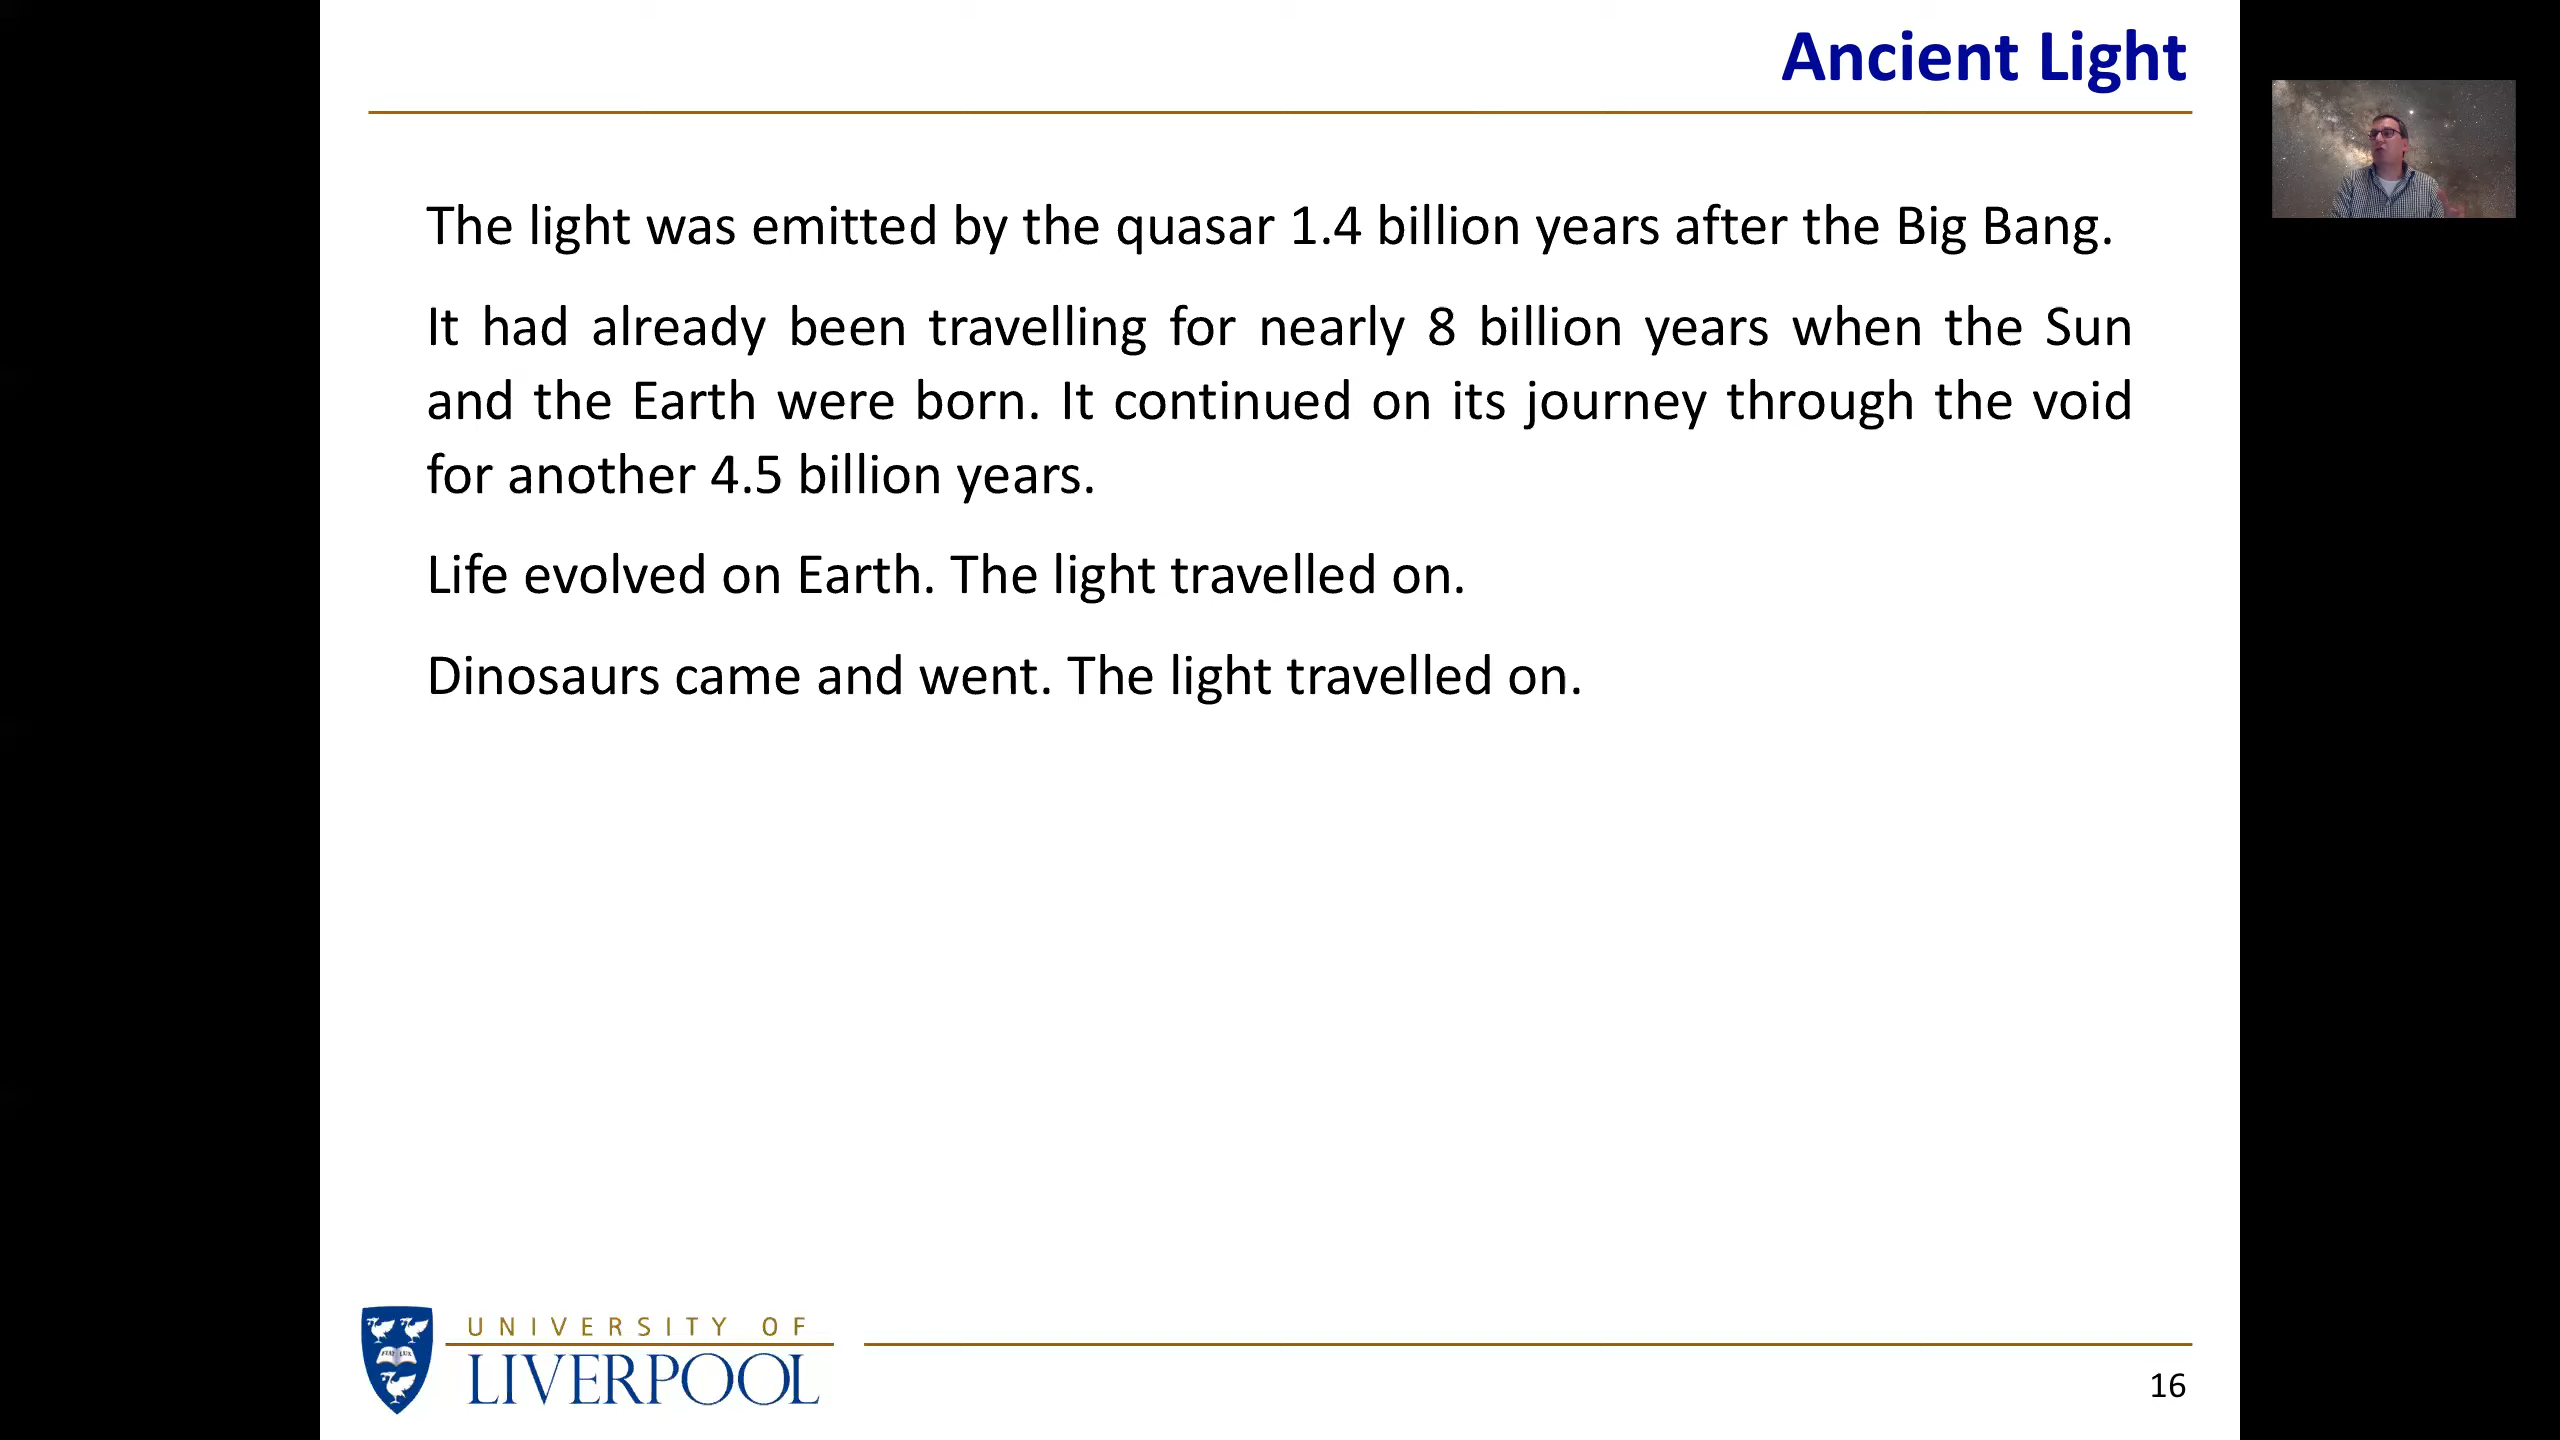 Ancient Light
The light was emitted by the quasar 1.4 billion years after the Big Bang.
It had already been travelling for nearly 8 billion years when the Sun
and the Earth were born. It continued on its journey through the void
for another 4.5 billion years.
Life evolved on Earth. The light travelled on.
Dinosaurs came and went. The light travelled on.
FIAT LUX
UNIVERSITY OF
LIVERPOOL
16